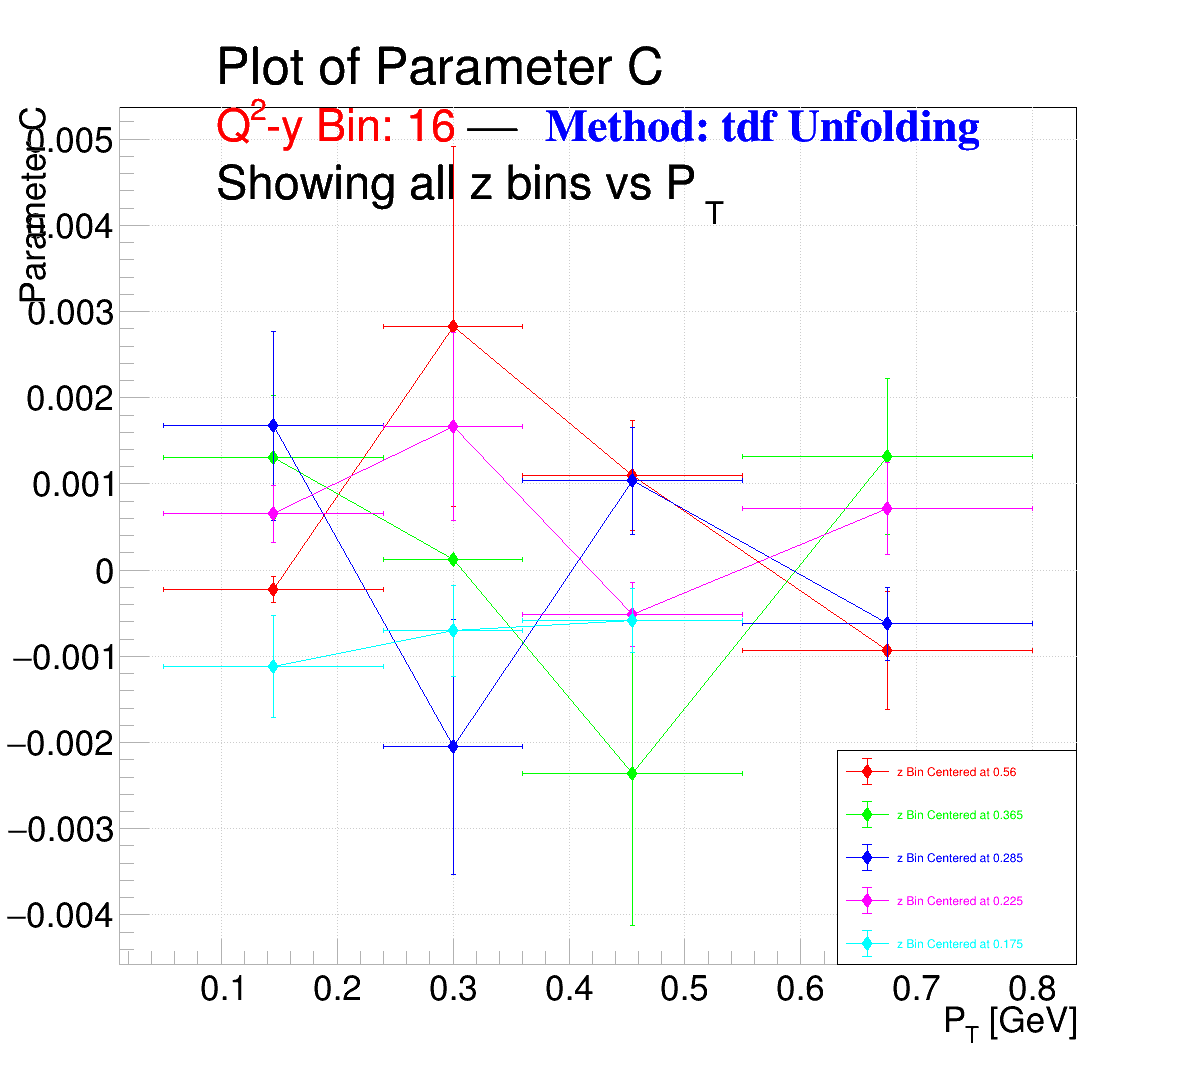 Plot of Parameter C
Q²-y Bin: 16 — Method: tdf Unfolding
Showing all z bins vs P_T
Parameter C
0.005
0.004
0.003
0.002
0.001
0
−0.001
−0.002
−0.003
−0.004
z Bin Centered at 0.56
z Bin Centered at 0.365
z Bin Centered at 0.285
z Bin Centered at 0.225
z Bin Centered at 0.175
0.1 0.2 0.3 0.4 0.5 0.6 0.7 0.8
P_T [GeV]